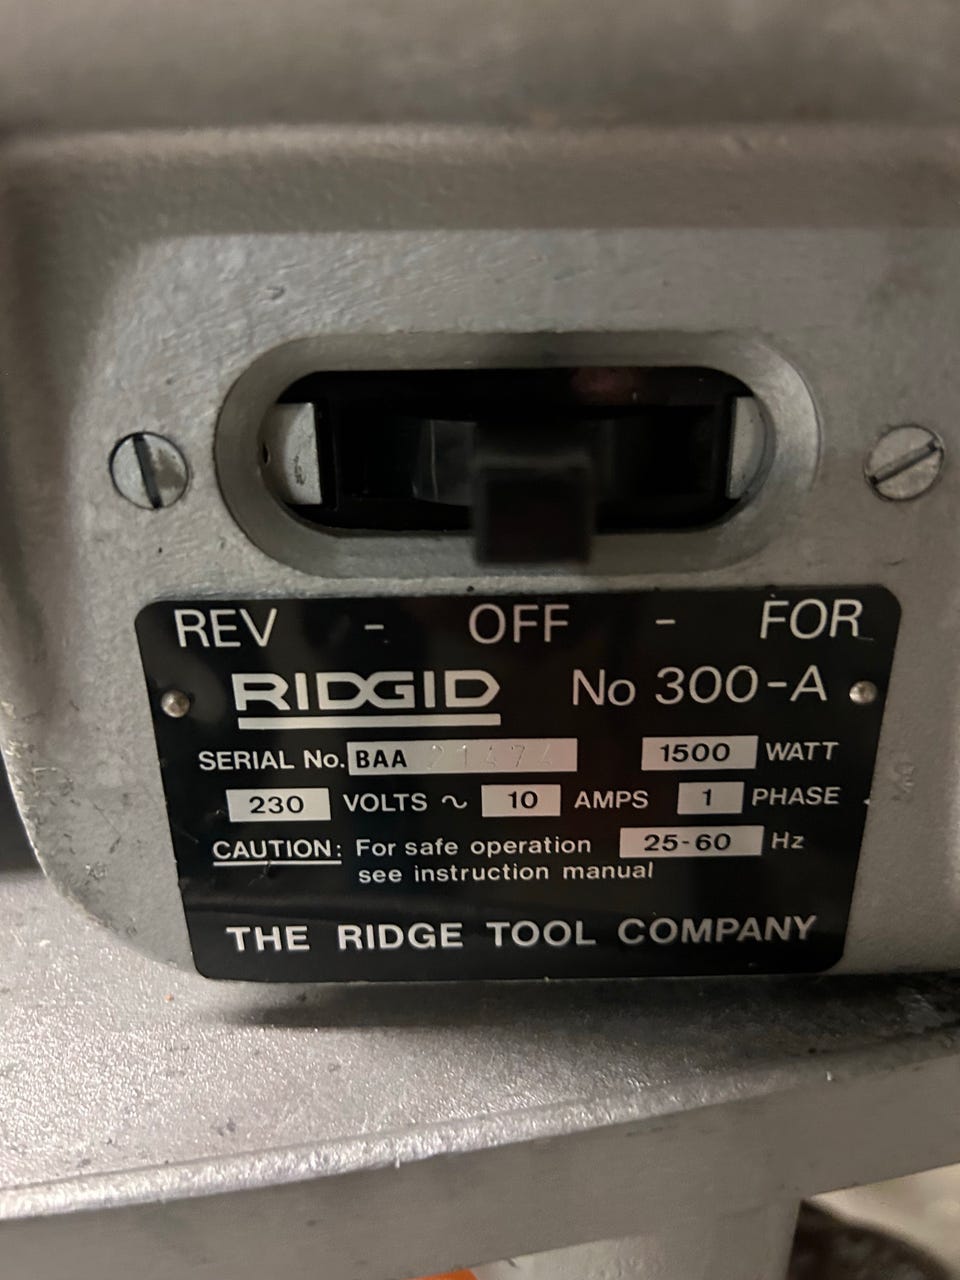 REV - OFF - FOR
RIDGID No 300-A
SERIAL No. BAA 21474 1500 WATT
230 VOLTS ~ 10 AMPS 1 PHASE
CAUTION: For safe operation 25-60 Hz
see instruction manual
THE RIDGE TOOL COMPANY